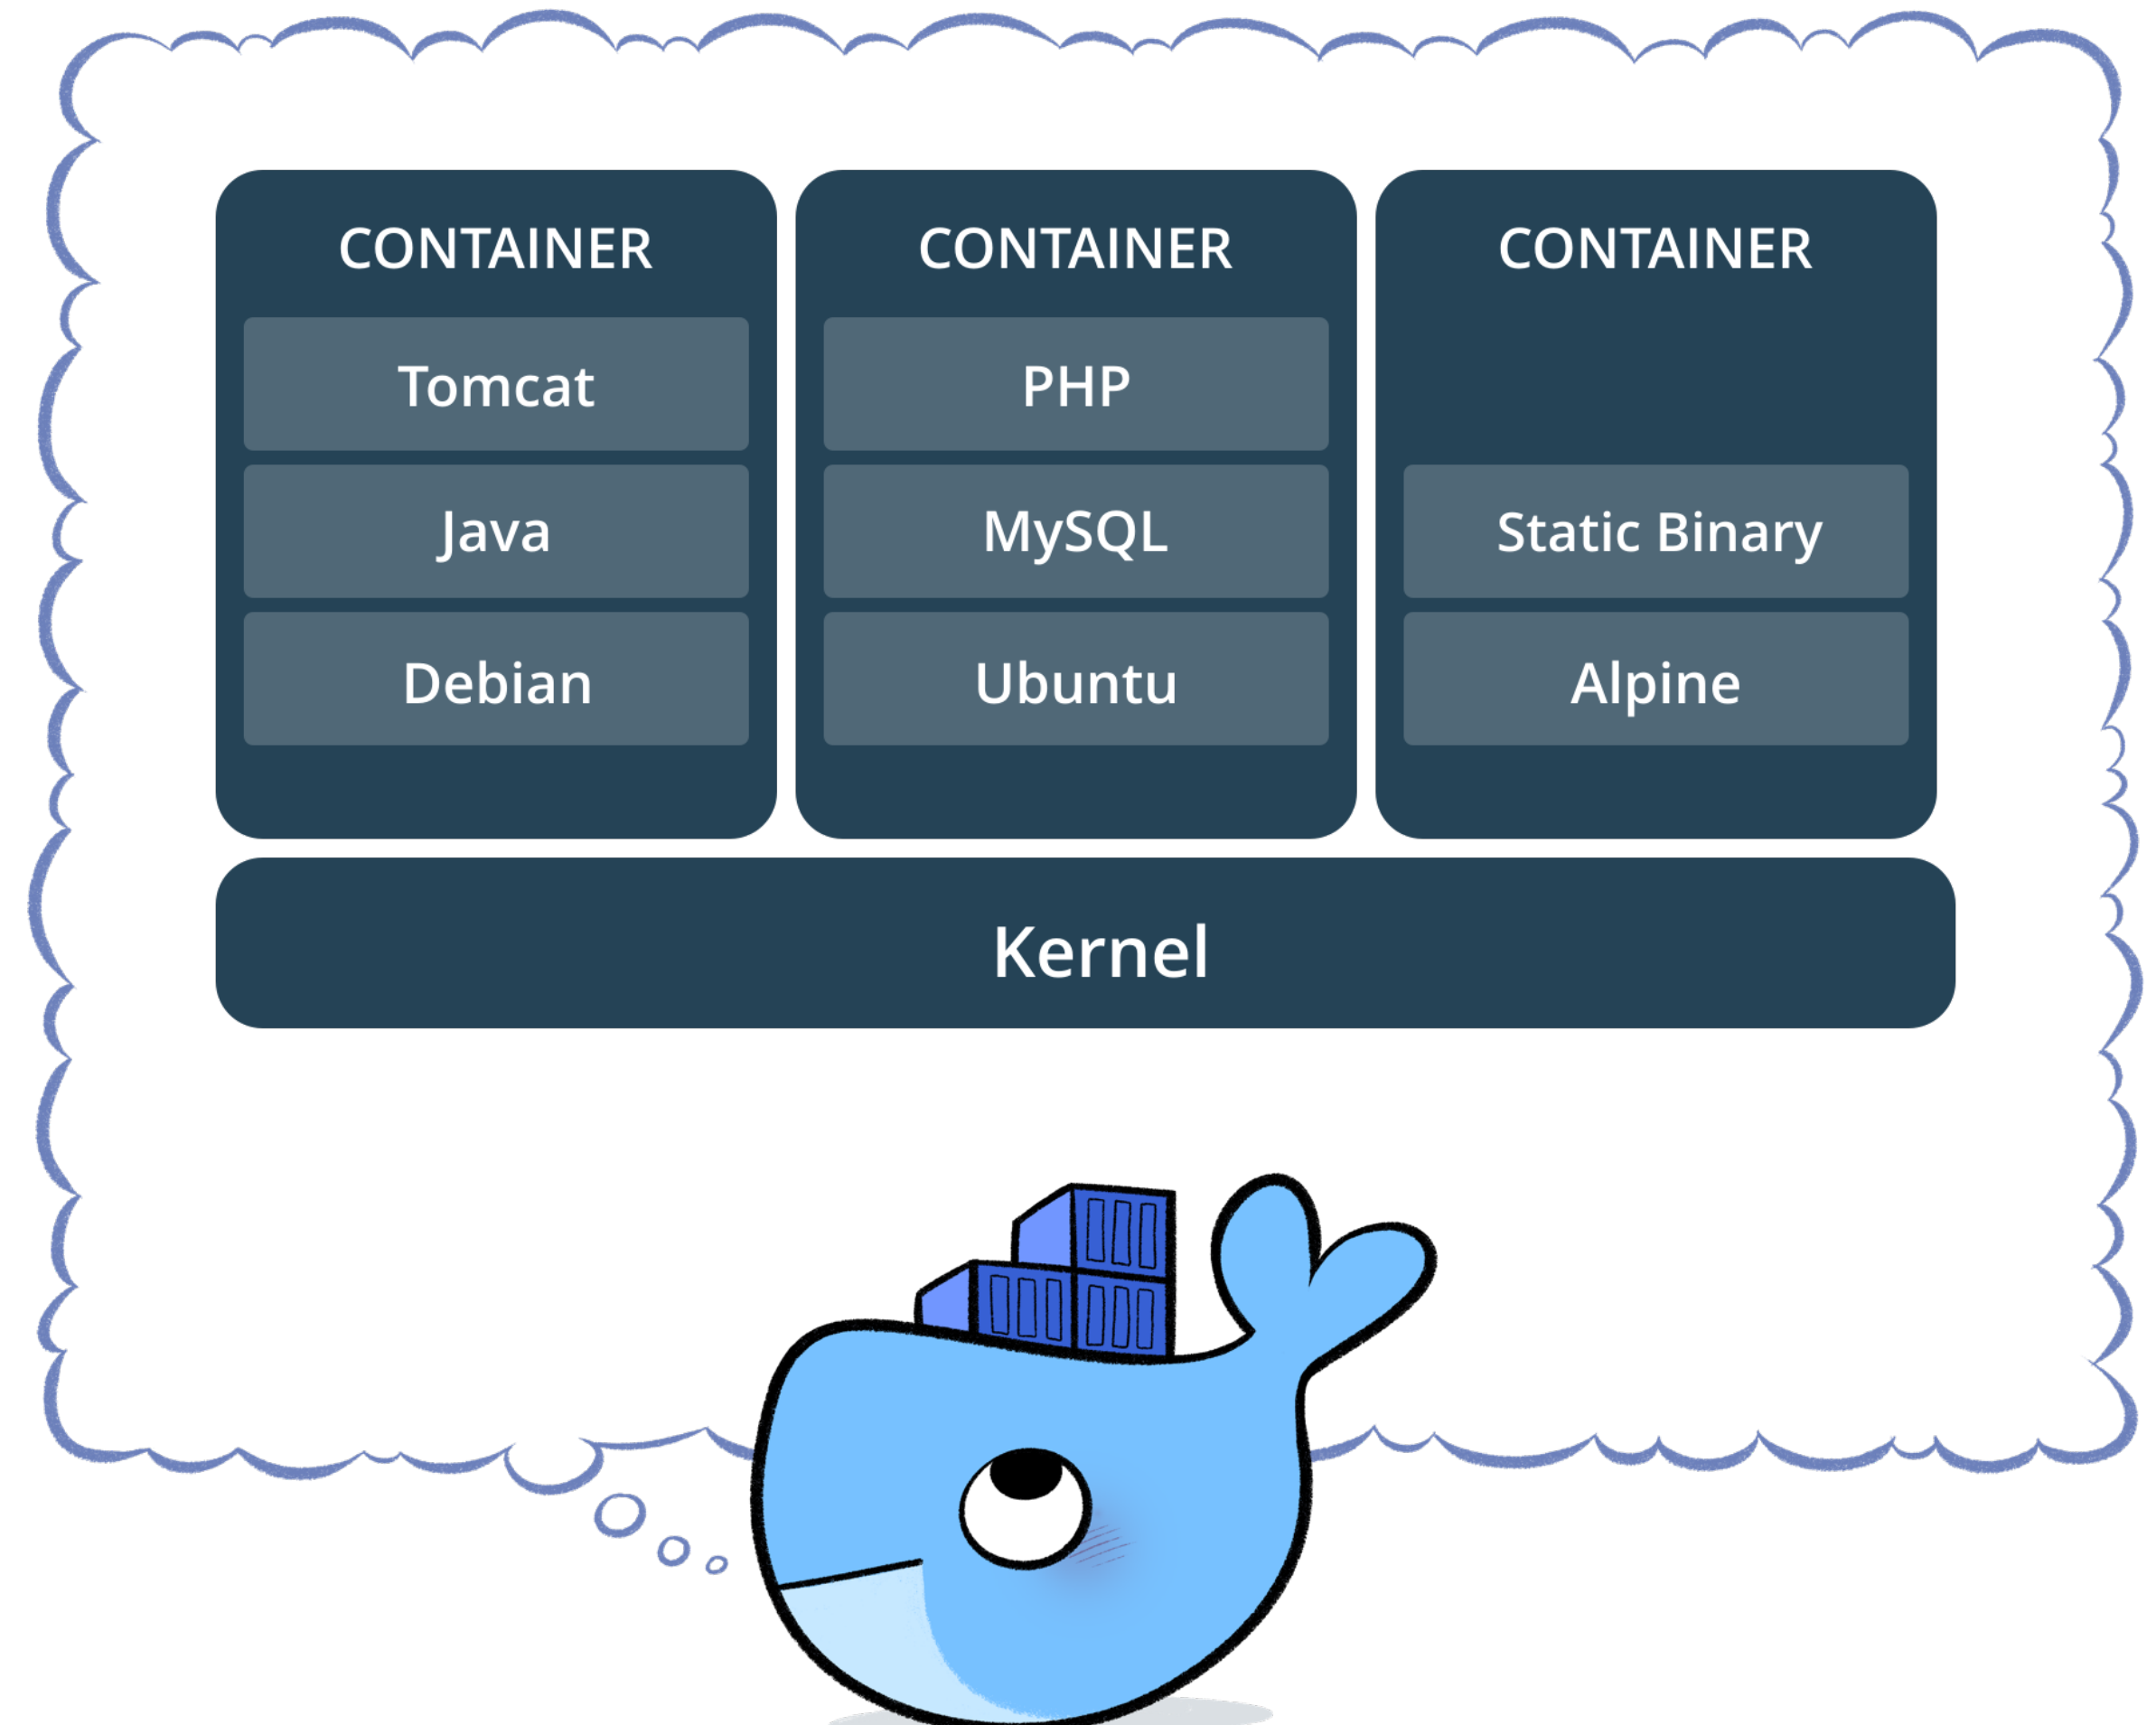 CONTAINER
Tomcat
Java
Debian
CONTAINER
PHP
MySQL
Ubuntu
CONTAINER
Static Binary
Alpine
Kernel